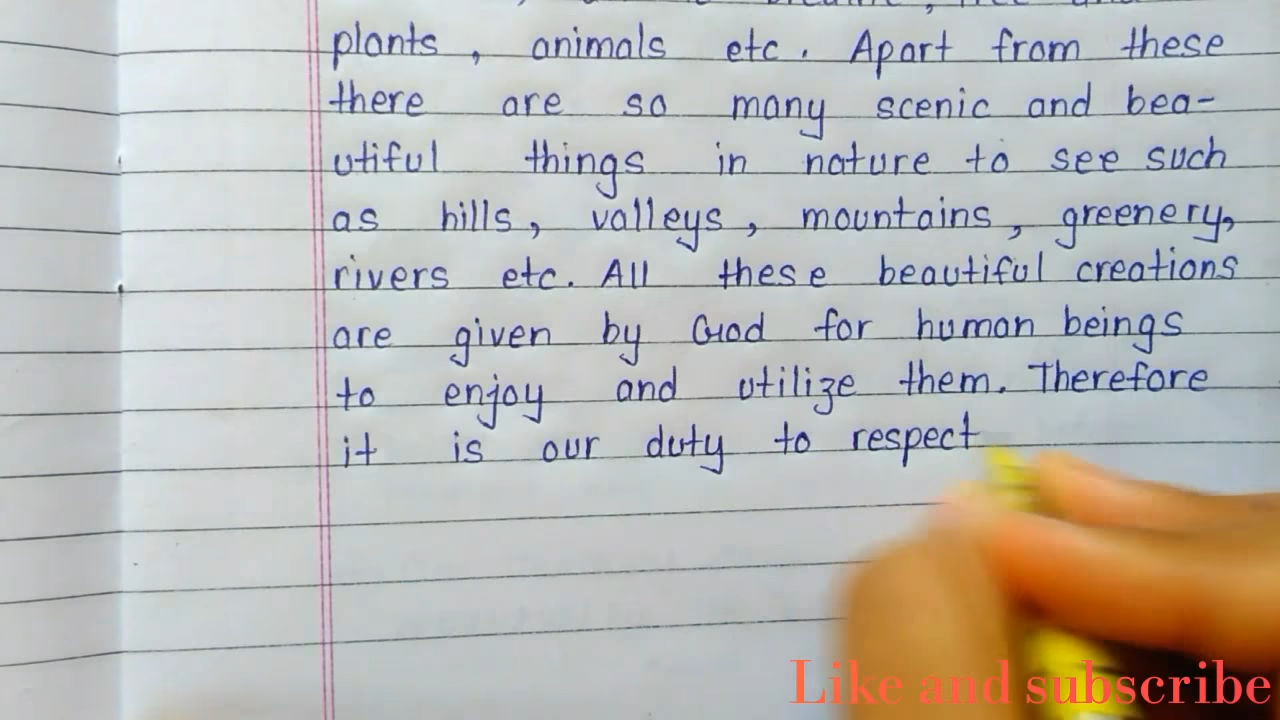 plants, animals etc. Apart from these
there are so many scenic and bea-
utiful things in nature to see such
as hills, valleys, mountains, greenery,
rivers etc. All these beautiful creations
are given by God for human beings
to enjoy and utilize them. Therefore
it is our duty to respect
Like and subscribe